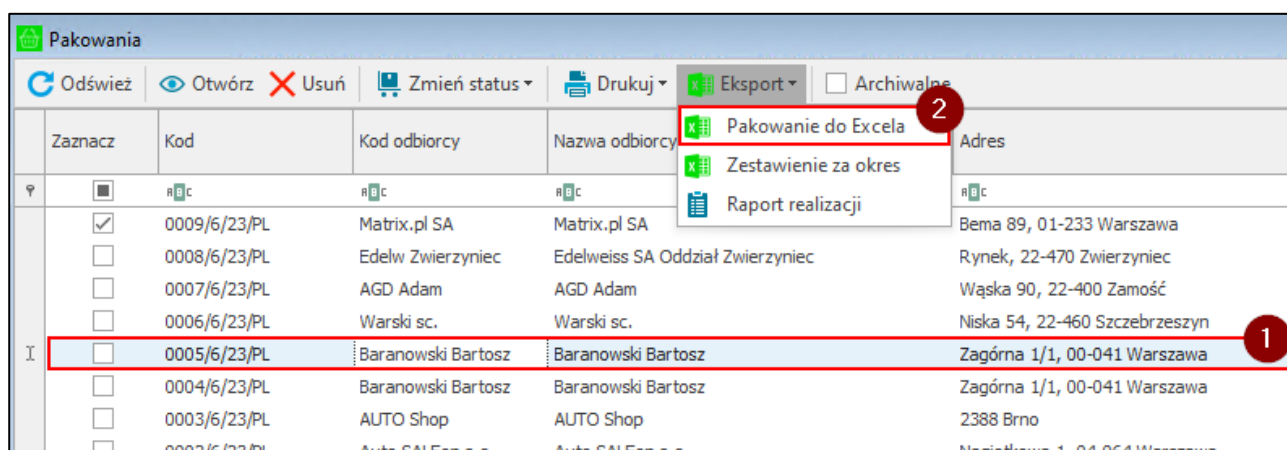 Pakowania
Odśwież Otwórz Usuń Zmień status Drukuj Eksport Archiwalne
2
Pakowanie do Excela
Zestawienie za okres
Raport realizacji
Zaznacz Kod Kod odbiorcy Nazwa odbiorcy Adres
ABC ABC ABC ABC
0009/6/23/PL Matrix.pl SA Matrix.pl SA Bema 89, 01-233 Warszawa
0008/6/23/PL Edelw Zwierzyniec Edelweiss SA Oddział Zwierzyniec Rynek, 22-470 Zwierzyniec
0007/6/23/PL AGD Adam AGD Adam Wąska 90, 22-400 Zamość
0006/6/23/PL Warski sc. Warski sc. Niska 54, 22-460 Szczebrzeszyn
1
0005/6/23/PL Baranowski Bartosz Baranowski Bartosz Zagórna 1/1, 00-041 Warszawa
0004/6/23/PL Baranowski Bartosz Baranowski Bartosz Zagórna 1/1, 00-041 Warszawa
0003/6/23/PL AUTO Shop AUTO Shop 2388 Brno